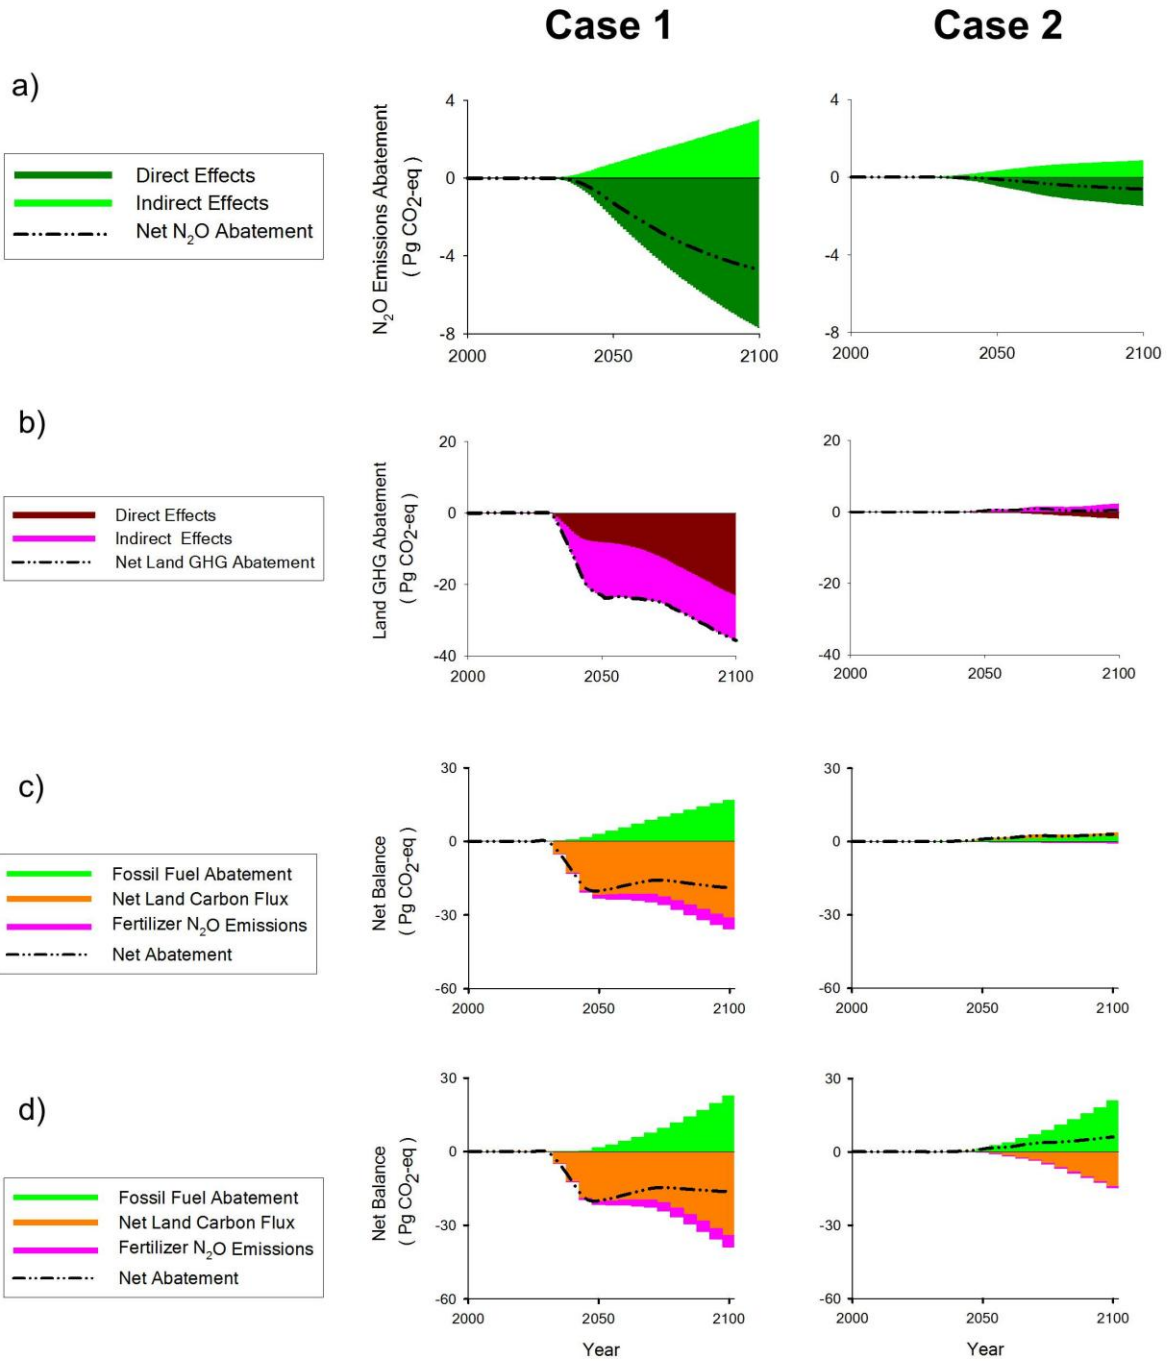 Case 1
Case 2
a)
Direct Effects
Indirect Effects
Net N2O Abatement
N2O Emissions Abatement
( Pg CO2-eq )
4
0
-4
-8
2000
2050
2100
4
0
-4
-8
2000
2050
2100
b)
Direct Effects
Indirect Effects
Net Land GHG Abatement
Land GHG Abatement
( Pg CO2-eq )
20
0
-20
-40
2000
2050
2100
20
0
-20
-40
2000
2050
2100
c)
Fossil Fuel Abatement
Net Land Carbon Flux
Fertilizer N2O Emissions
Net Abatement
Net Balance
( Pg CO2-eq )
30
0
-30
-60
2000
2050
2100
30
0
-30
-60
2000
2050
2100
d)
Fossil Fuel Abatement
Net Land Carbon Flux
Fertilizer N2O Emissions
Net Abatement
Net Balance
( Pg CO2-eq )
30
0
-30
-60
2000
2050
2100
Year
30
0
-30
-60
2000
2050
2100
Year